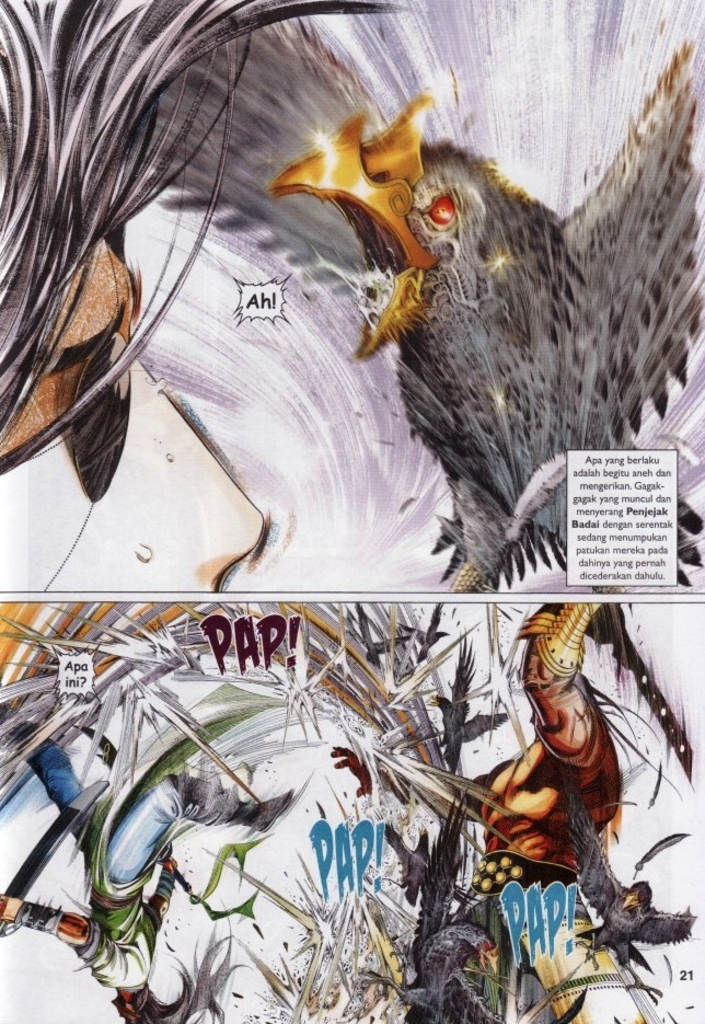 Ah!
Apa yang berlaku
adalah begitu aneh dan
mengerikan. Gagak-
gagak yang muncul dan
menyerang Penjejak
Badai dengan serentak
sedang menumpukan
patukan mereka pada
dahinya yang pernah
dicederakan dahulu.
Apa
ini?
PAP!
PAP!
PAP!
21